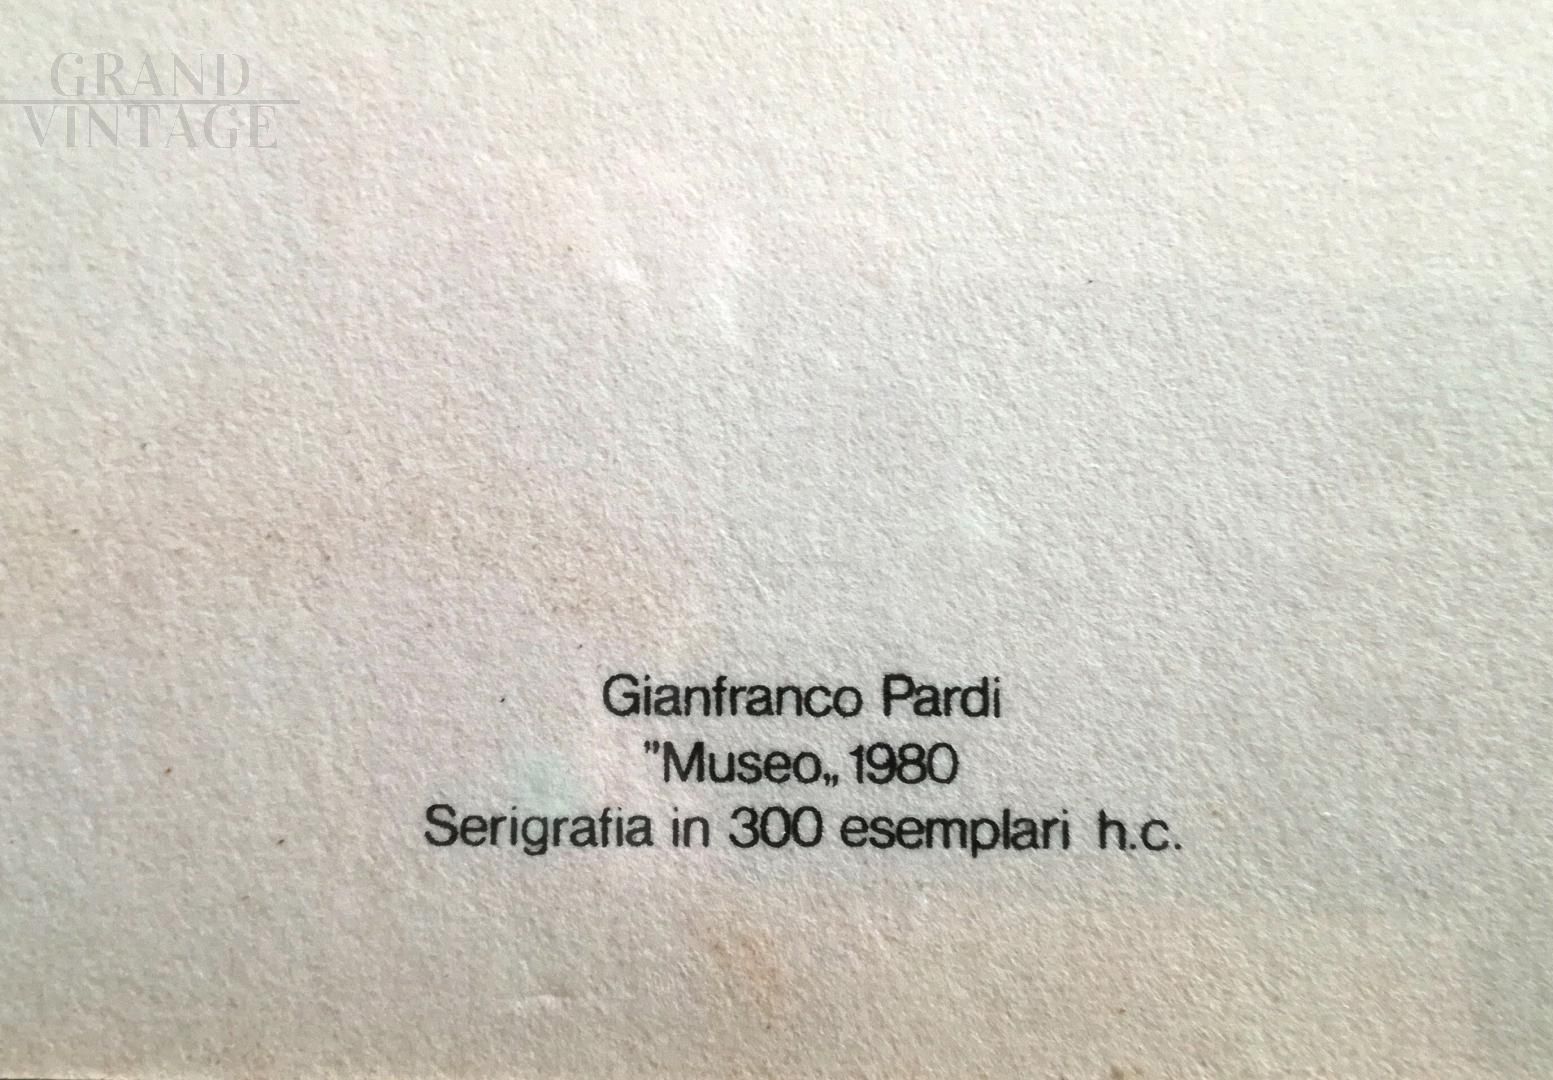 GRAND
VINTAGE
Gianfranco Pardi
"Museo„ 1980
Serigrafia in 300 esemplari h.c.